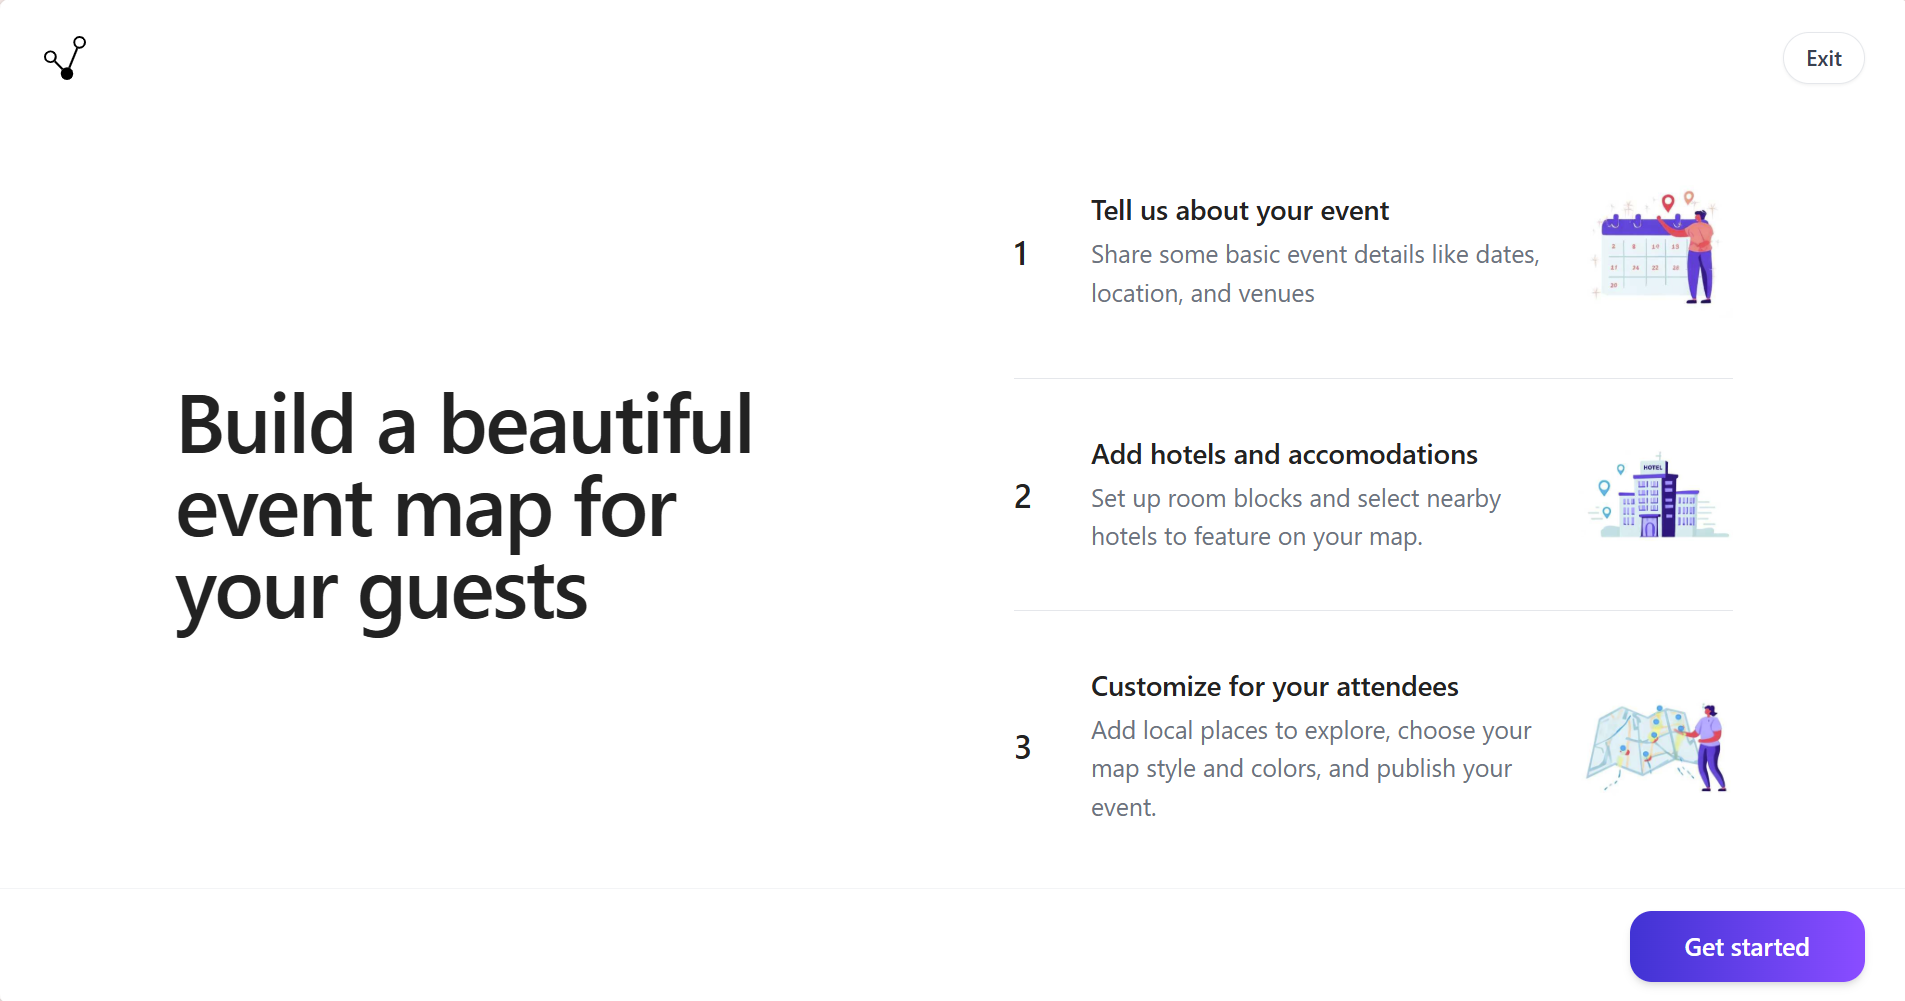 Exit
Build a beautiful
event map for
your guests
1
Tell us about your event
Share some basic event details like dates,
location, and venues
2
Add hotels and accomodations
Set up room blocks and select nearby
hotels to feature on your map.
HOTEL
3
Customize for your attendees
Add local places to explore, choose your
map style and colors, and publish your
event.
Get started